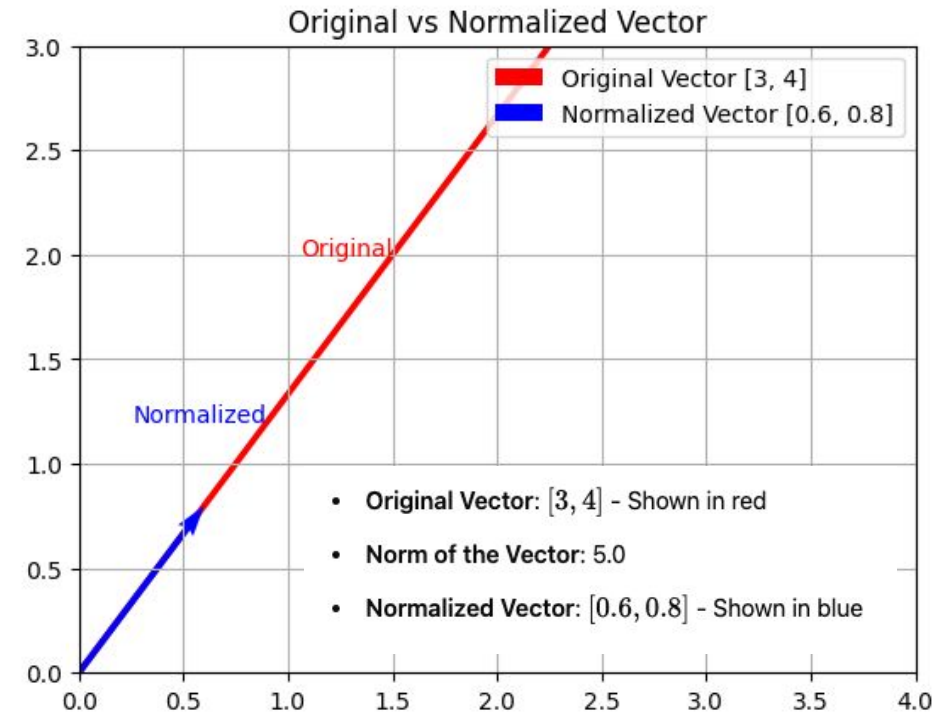 Original vs Normalized Vector
3.0
Original Vector [3, 4]
Normalized Vector [0.6, 0.8]
2.5
Original
2.0
1.5
Normalized
1.0
• Original Vector: [3, 4] - Shown in red
• Norm of the Vector: 5.0
0.5
• Normalized Vector: [0.6, 0.8] - Shown in blue
0.0
0.0 0.5 1.0 1.5 2.0 2.5 3.0 3.5 4.0